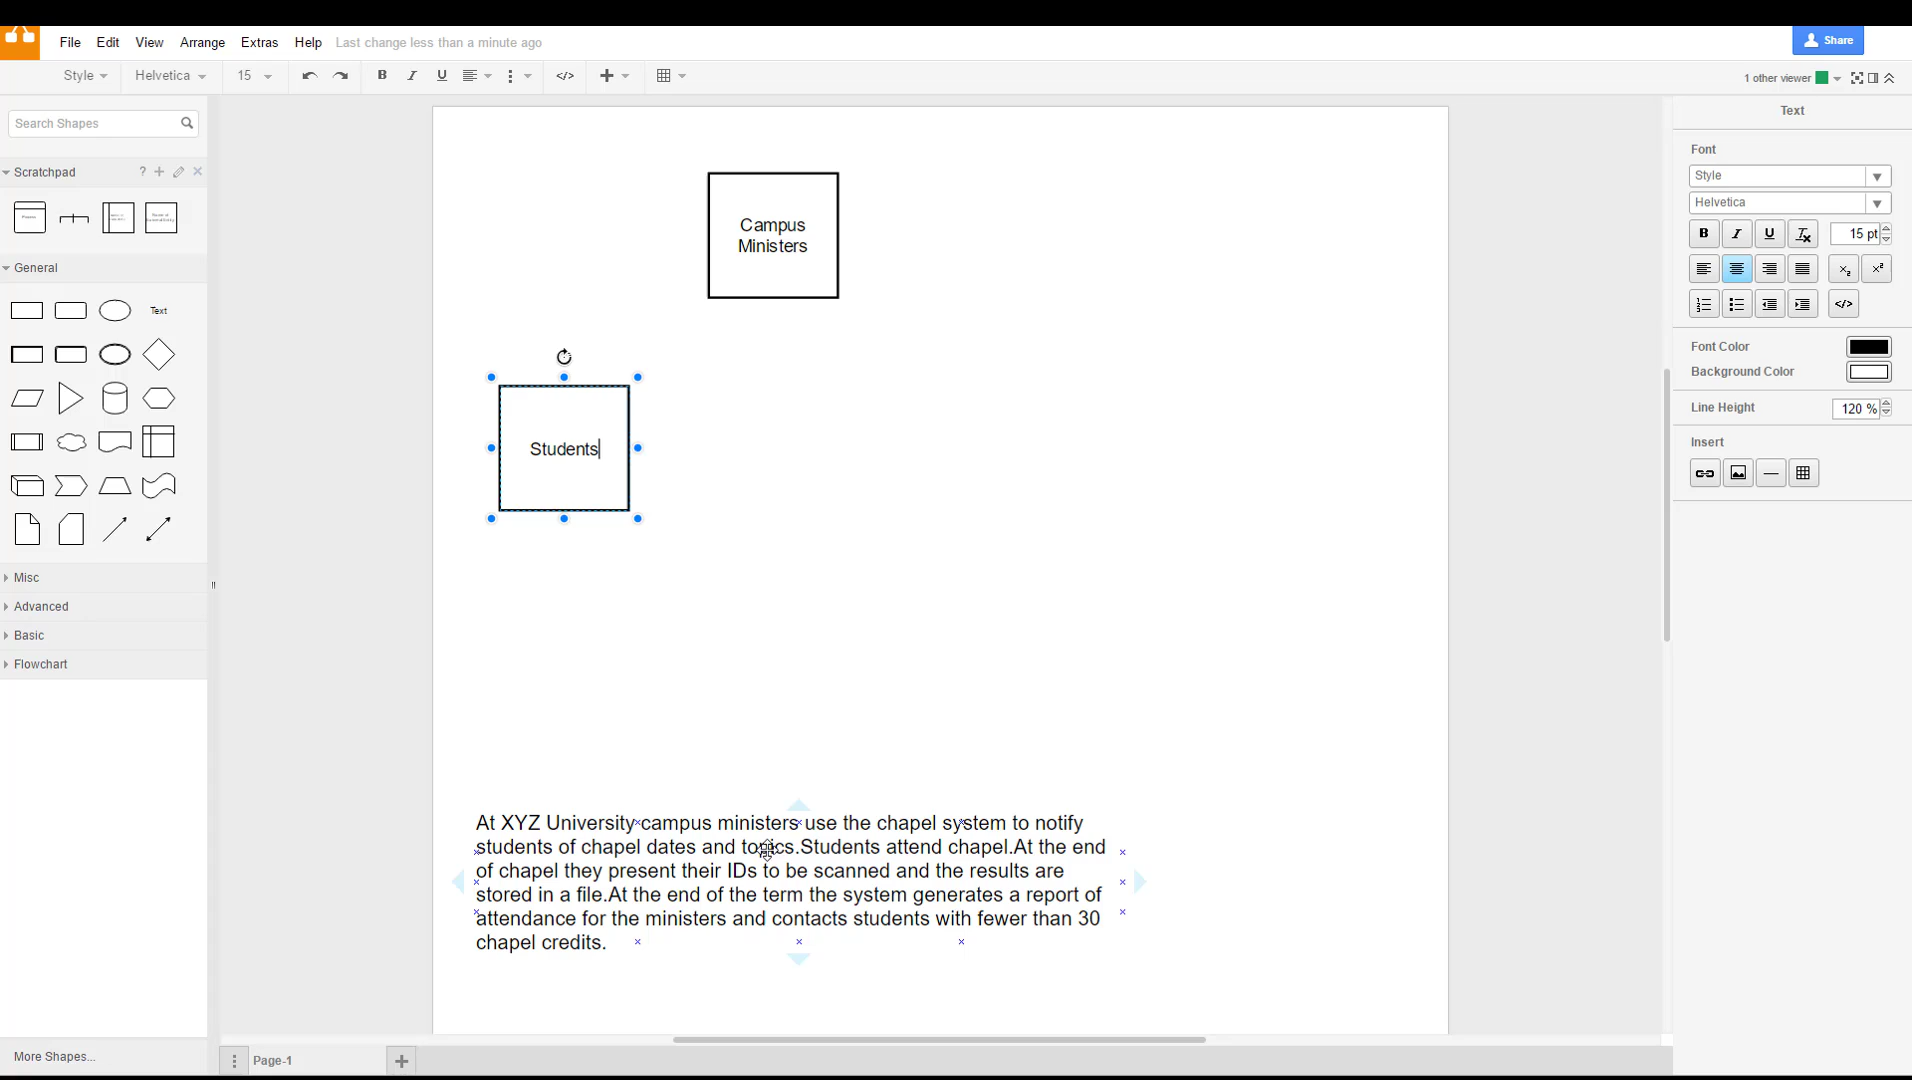 File Edit View Arrange Extras Help Last change less than a minute ago
Share
Style Helvetica 15 B I U </>
1 other viewer
Search Shapes
Text
Scratchpad ?
Font
Style
Helvetica
B I U Tx 15 pt
Campus
Ministers
General
Text
x₂ x²
</>
Font Color
Background Color
Line Height 120 %
Students
Insert
Misc
Advanced
Basic
Flowchart
At XYZ University campus ministers use the chapel system to notify
students of chapel dates and topics.Students attend chapel.At the end
of chapel they present their IDs to be scanned and the results are
stored in a file.At the end of the term the system generates a report of
attendance for the ministers and contacts students with fewer than 30
chapel credits.
More Shapes...
Page-1